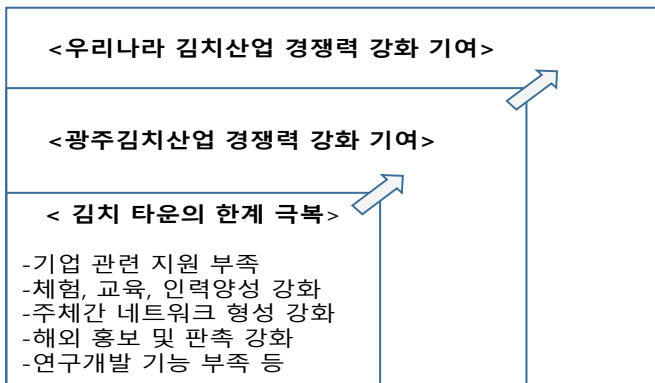 <우리나라 김치산업 경쟁력 강화 기여>
<광주김치산업 경쟁력 강화 기여>
< 김치 타운의 한계 극복>
-기업 관련 지원 부족
-체험, 교육, 인력양성 강화
-주체간 네트워크 형성 강화
-해외 홍보 및 판촉 강화
-연구개발 기능 부족 등